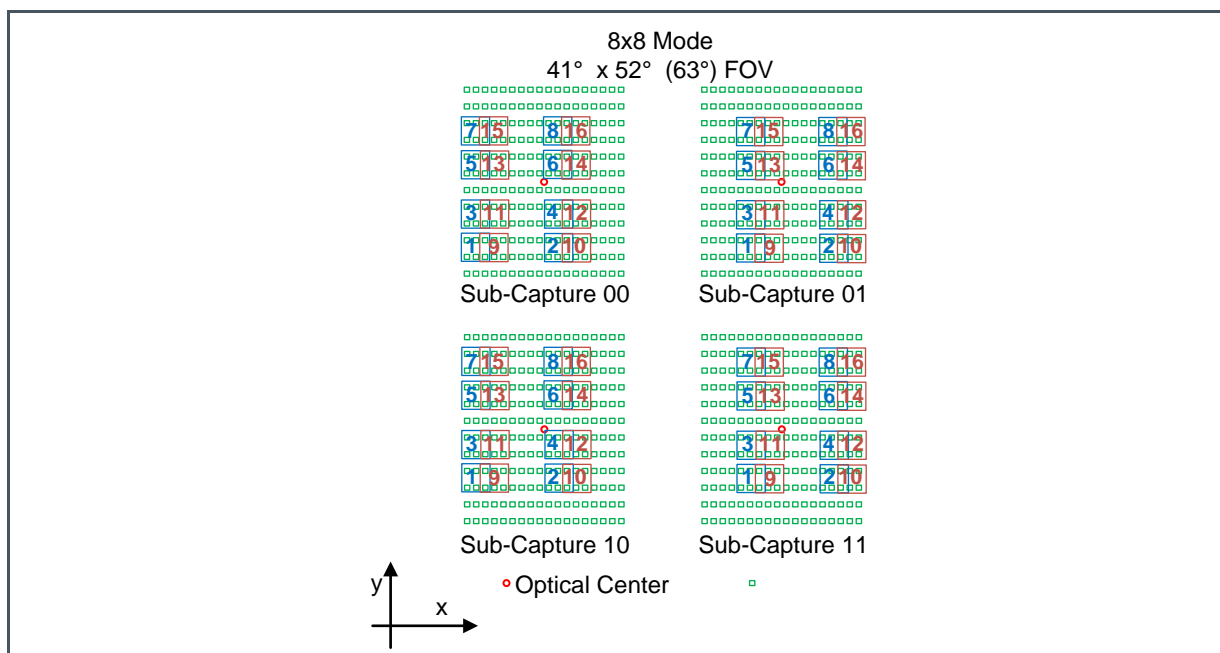 8x8 Mode
41° x 52° (63°) FOV
7 15 8 16
5 13 6 14
3 11 4 12
1 9 2 10
Sub-Capture 00
7 15 8 16
5 13 6 14
3 11 4 12
1 9 2 10
Sub-Capture 01
7 15 8 16
5 13 6 14
3 11 4 12
1 9 2 10
Sub-Capture 10
7 15 8 16
5 13 6 14
3 11 4 12
1 9 2 10
Sub-Capture 11
Optical Center
y
x